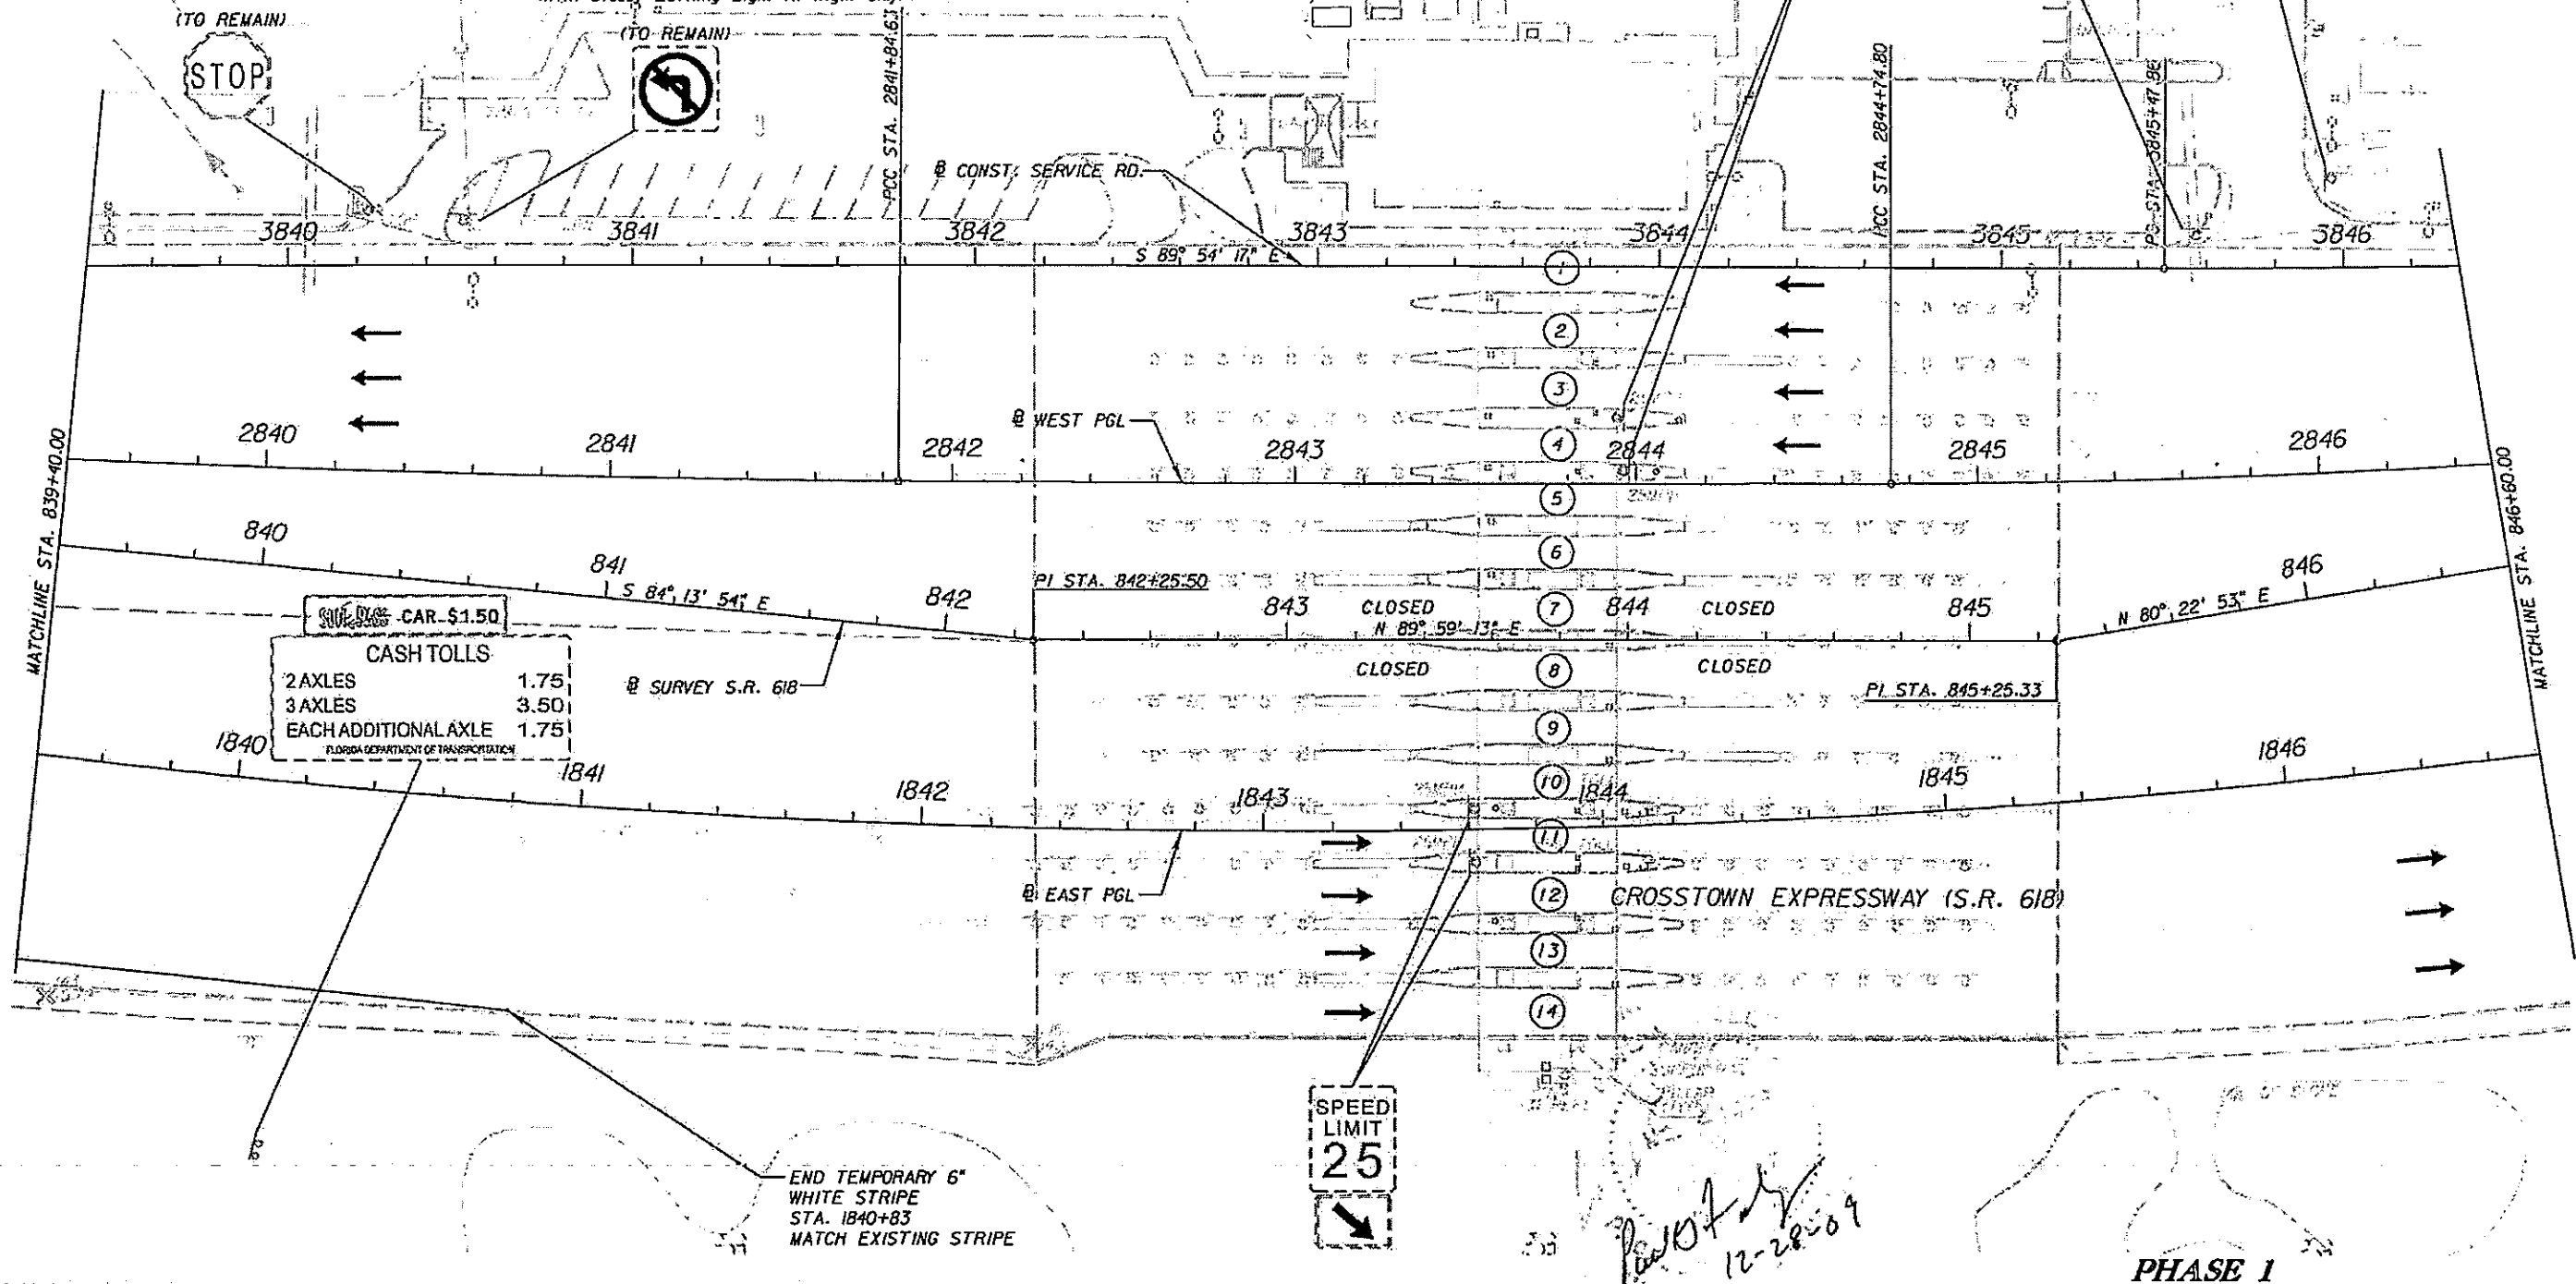 (TO REMAIN)
STOP
(TO REMAIN)
PCC STA. 2841+84.63
PCC STA. 2844+74.80
℄ CONST. SERVICE RD.
3840
3841
3842
3843
3844
3845
3846
S 89° 54' 17" E
1
2
3
4
5
6
7
8
9
10
11
12
13
14
℄ WEST PGL
2840
2841
2842
2843
2844
2845
2846
MATCHLINE STA. 839+40.00
MATCHLINE STA. 846+60.00
840
841
842
843
844
845
846
S 84° 13' 54" E
PI STA. 842+25.50
CLOSED
CLOSED
N 89° 59' 13" E
N 80° 22' 53" E
CLOSED
CLOSED
PI STA. 845+25.33
CAR $1.50
CASH TOLLS
2 AXLES 1.75
3 AXLES 3.50
EACH ADDITIONAL AXLE 1.75
FLORIDA DEPARTMENT OF TRANSPORTATION
℄ SURVEY S.R. 618
1840
1841
1842
1843
1844
1845
1846
℄ EAST PGL
CROSSTOWN EXPRESSWAY (S.R. 618)
END TEMPORARY 6"
WHITE STRIPE
STA. 1840+83
MATCH EXISTING STRIPE
SPEED
LIMIT
25
12-28-09
PHASE 1